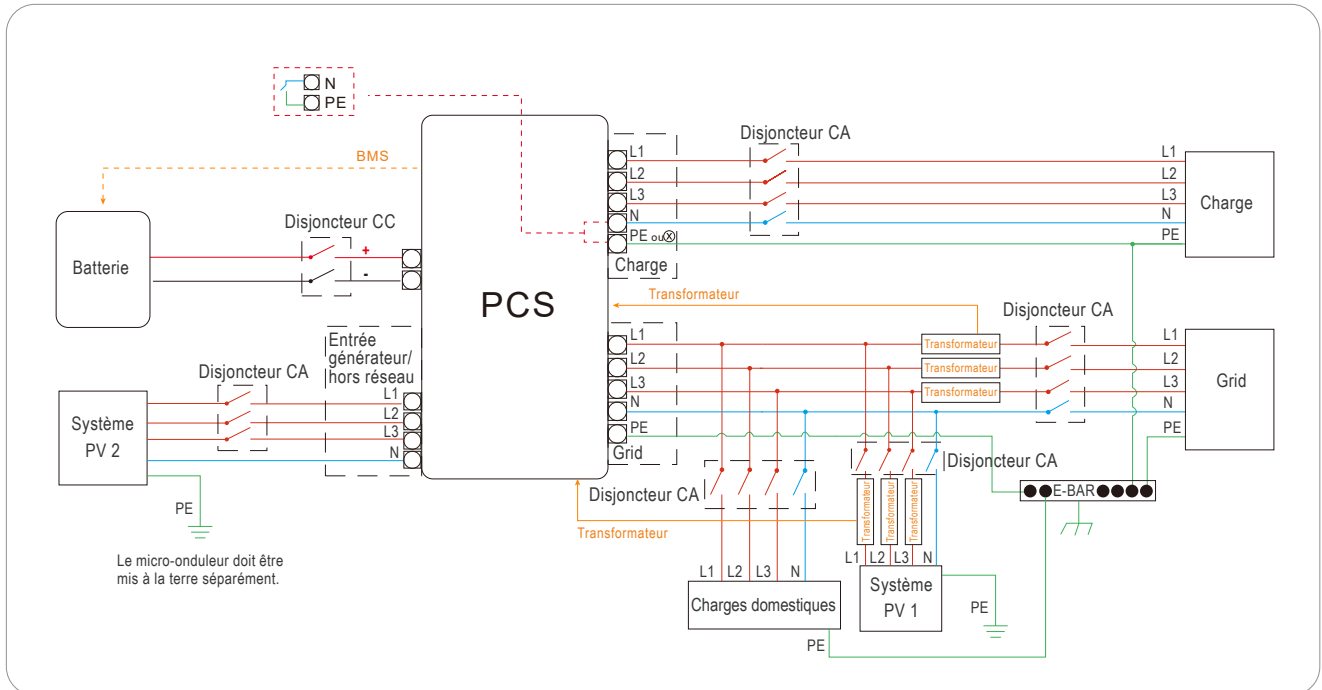 N
PE
BMS
Batterie
Disjoncteur CC
+
-
PCS
L1
L2
L3
N
PE ou
Charge
Disjoncteur CA
L1
L2
L3
N
PE
Charge
Transformateur
Entrée
générateur/
hors réseau
L1
L2
L3
N
Disjoncteur CA
Système
PV 2
PE
Le micro-onduleur doit être
mis à la terre séparément.
L1
L2
L3
N
PE
Grid
Transformateur
Transformateur
Transformateur
Disjoncteur CA
L1
L2
L3
N
PE
Grid
Disjoncteur CA
Disjoncteur CA
E-BAR
Transformateur
Transformateur
Transformateur
Transformateur
L1 L2 L3 N
Charges domestiques
PE
L1 L2 L3 N
Système
PV 1
PE